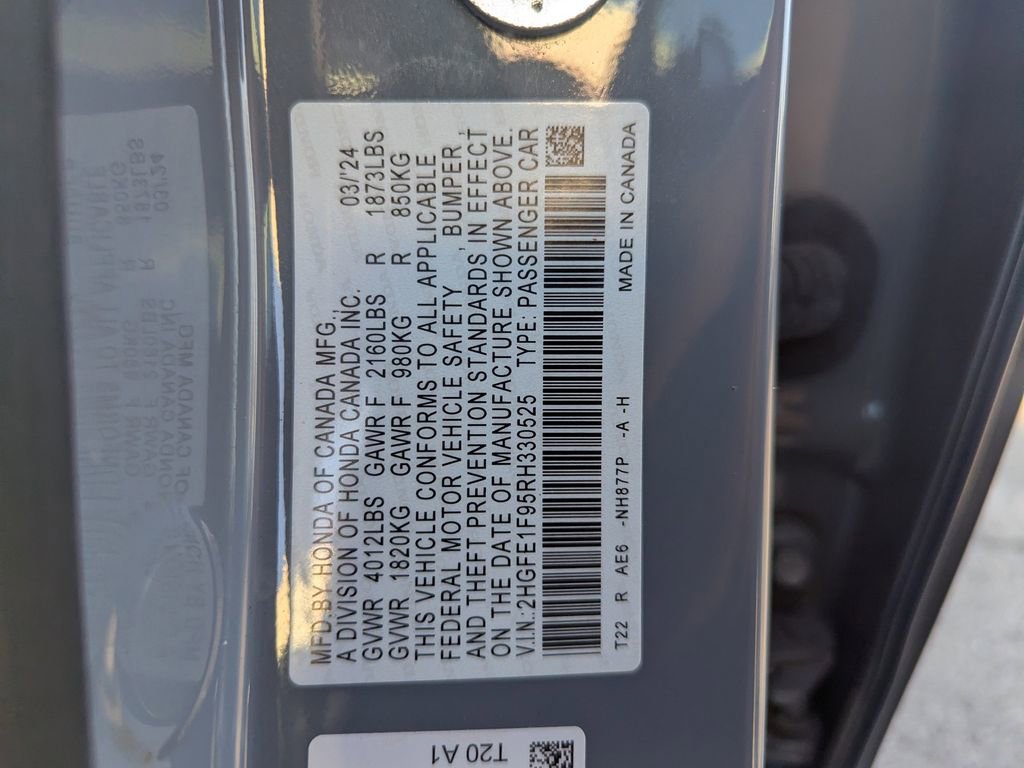 MFD.BY HONDA OF CANADA MFG.,
A DIVISION OF HONDA CANADA INC. 03/'24
GVWR 4012LBS GAWR F 2160LBS R 1873LBS
GVWR 1820KG GAWR F 980KG R 850KG
THIS VEHICLE CONFORMS TO ALL APPLICABLE
FEDERAL MOTOR VEHICLE SAFETY, BUMPER,
AND THEFT PREVENTION STANDARDS IN EFFECT
ON THE DATE OF MANUFACTURE SHOWN ABOVE.
V.I.N.:2HGFE1F95RH330525 TYPE: PASSENGER CAR
T22 R AE6 -NH877P -A -H MADE IN CANADA
T20 A1